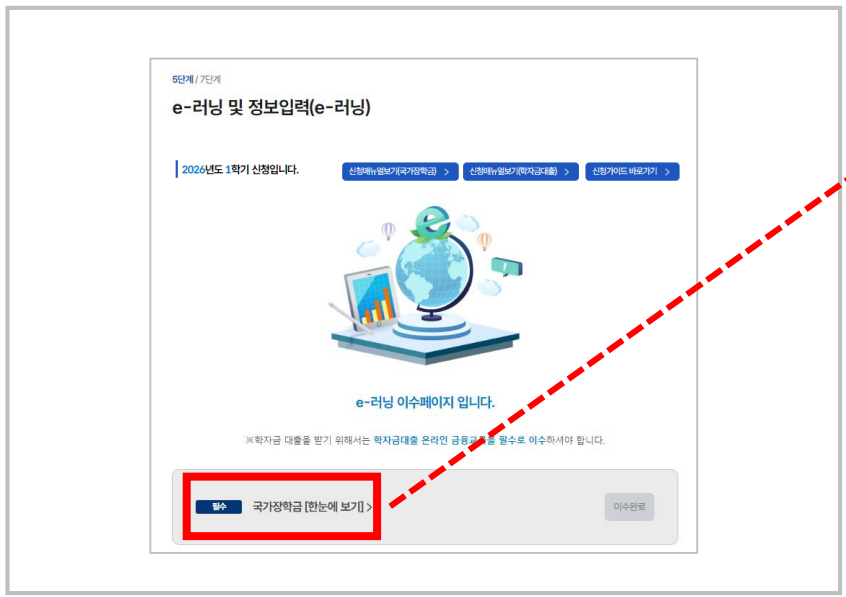 5단계 / 7단계
e-러닝 및 정보입력(e-러닝)
2026년도 1학기 신청입니다.
신청매뉴얼보기(국가장학금) >
신청매뉴얼보기(학자금대출) >
신청가이드 바로가기 >
e-러닝 이수페이지 입니다.
※학자금 대출을 받기 위해서는 학자금대출 온라인 금융교육을 필수로 이수하셔야 합니다.
필수 국가장학금 [한눈에 보기] > 이수완료